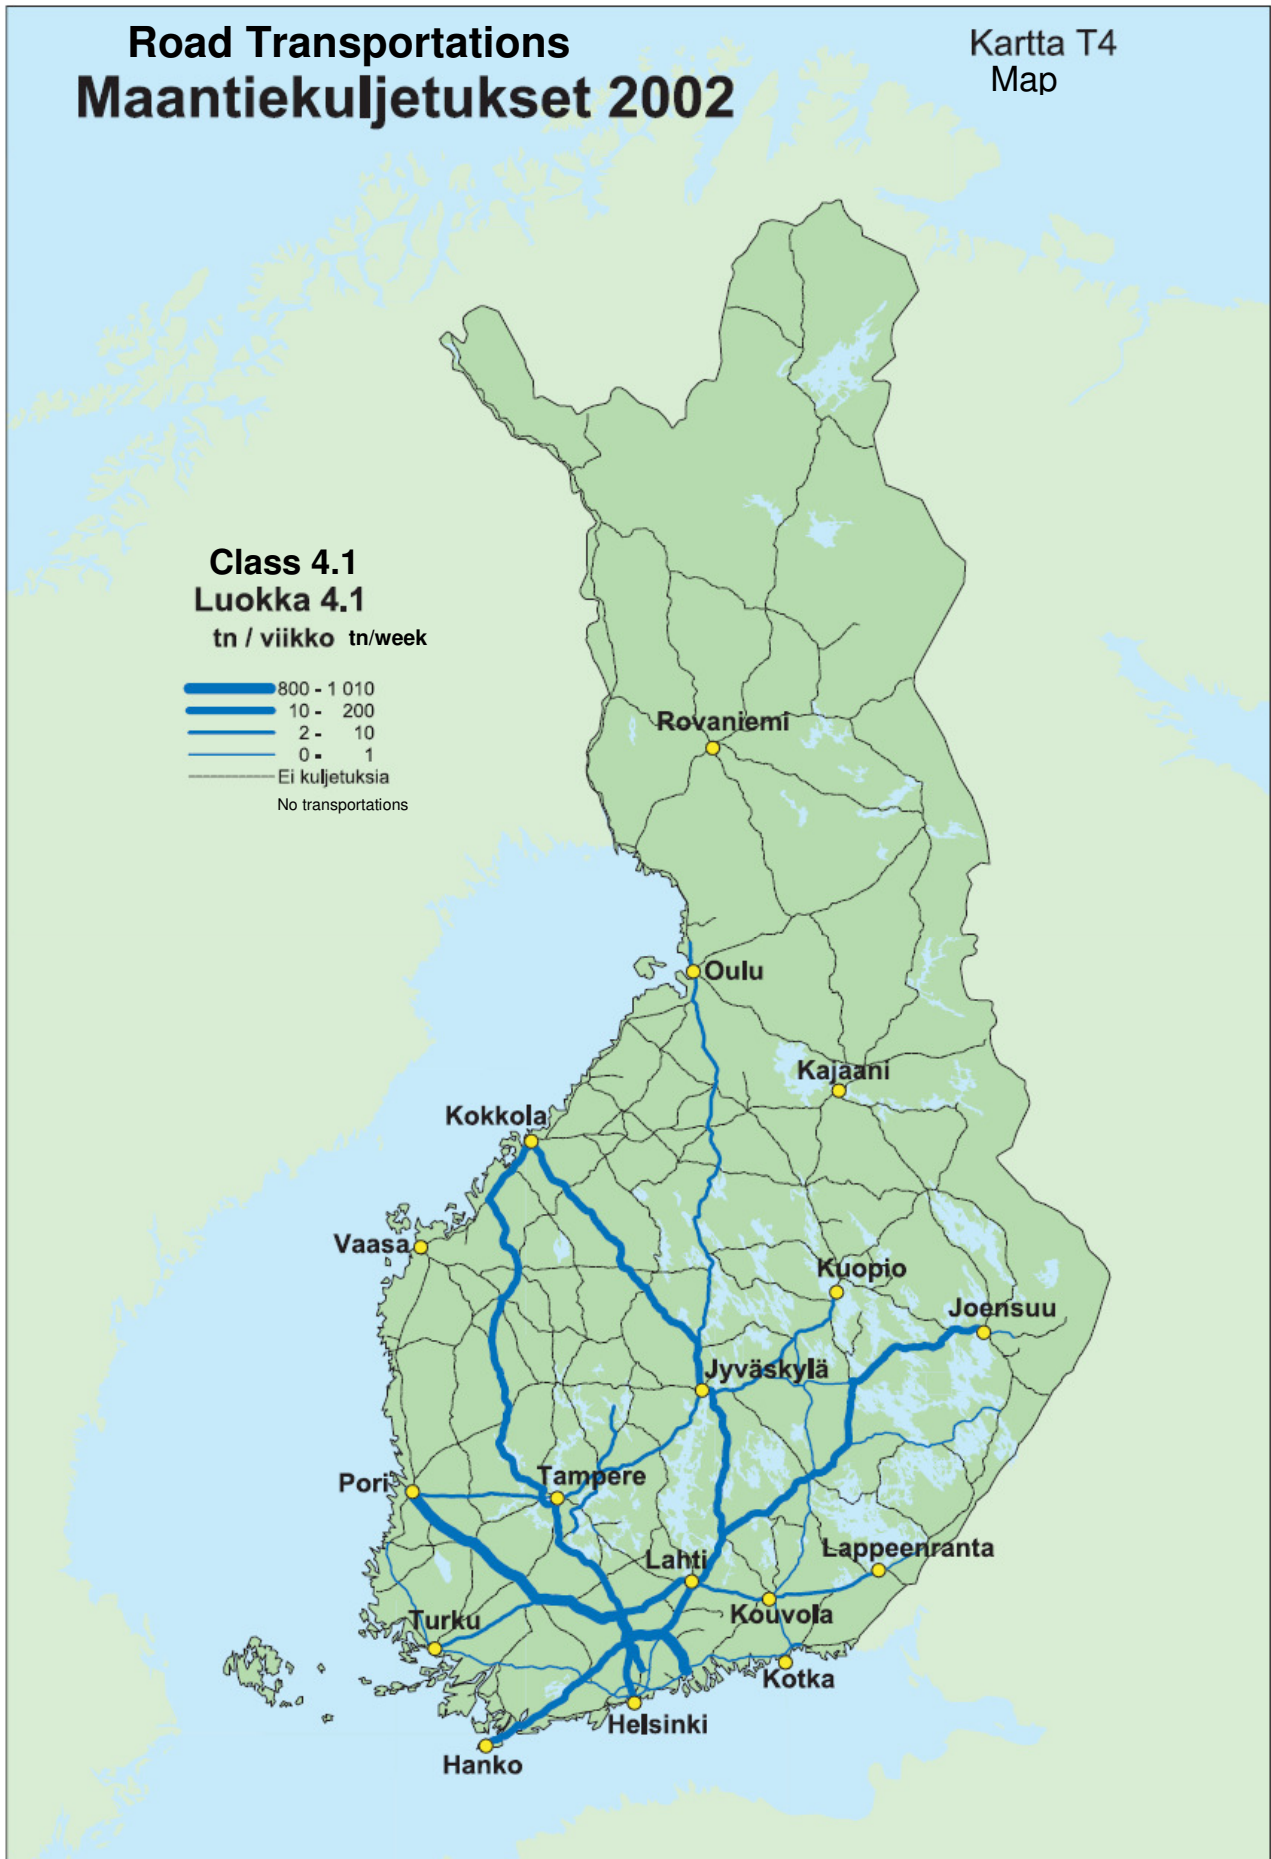 Road Transportations
Maantiekuljetukset 2002
Kartta T4
Map
Class 4.1
Luokka 4.1
tn / viikko tn/week
800 - 1 010
10 - 200
2 - 10
0 - 1
Ei kuljetuksia
No transportations
Rovaniemi
Oulu
Kajaani
Kokkola
Vaasa
Kuopio
Joensuu
Jyväskylä
Pori
Tampere
Lahti
Lappeenranta
Kouvola
Turku
Kotka
Helsinki
Hanko